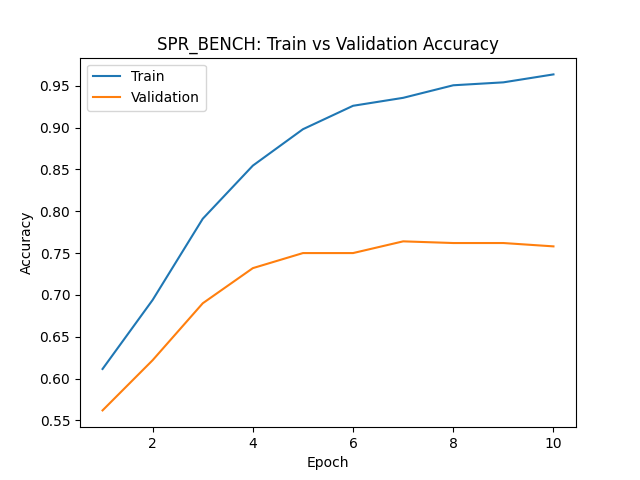 SPR_BENCH: Train vs Validation Accuracy
Train
Validation
0.95
0.90
0.85
0.80
0.75
0.70
0.65
0.60
0.55
Accuracy
2 4 6 8 10
Epoch